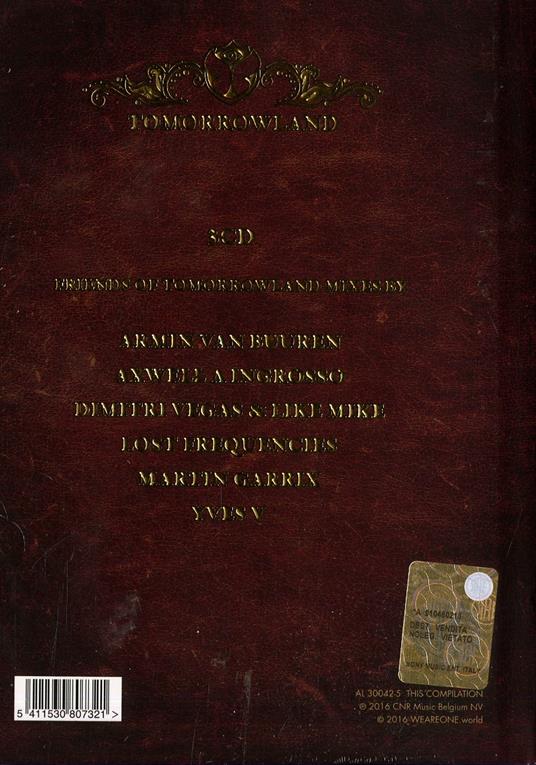 TOMORROWLAND
3CD
FRIENDS OF TOMORROWLAND MIXES BY
ARMIN VAN BUUREN
AXWELL Λ INGROSSO
DIMITRI VEGAS & LIKE MIKE
LOST FREQUENCIES
MARTIN GARRIX
YVES V
DEST. VENDITA
NOLEG. VIETATO
SONY MUSIC ENT. ITALY
AL 30042-5 THIS COMPILATION
℗ 2016 CNR Music Belgium NV
© 2016 WEAREONE.world
5 411530 807321 >